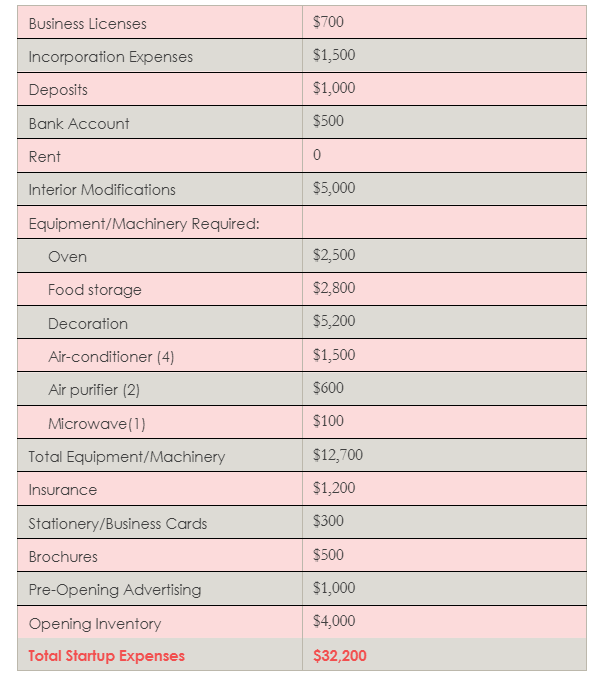 Business Licenses $700
Incorporation Expenses $1,500
Deposits $1,000
Bank Account $500
Rent 0
Interior Modifications $5,000
Equipment/Machinery Required:
Oven $2,500
Food storage $2,800
Decoration $5,200
Air-conditioner (4) $1,500
Air purifier (2) $600
Microwave(1) $100
Total Equipment/Machinery $12,700
Insurance $1,200
Stationery/Business Cards $300
Brochures $500
Pre-Opening Advertising $1,000
Opening Inventory $4,000
Total Startup Expenses $32,200